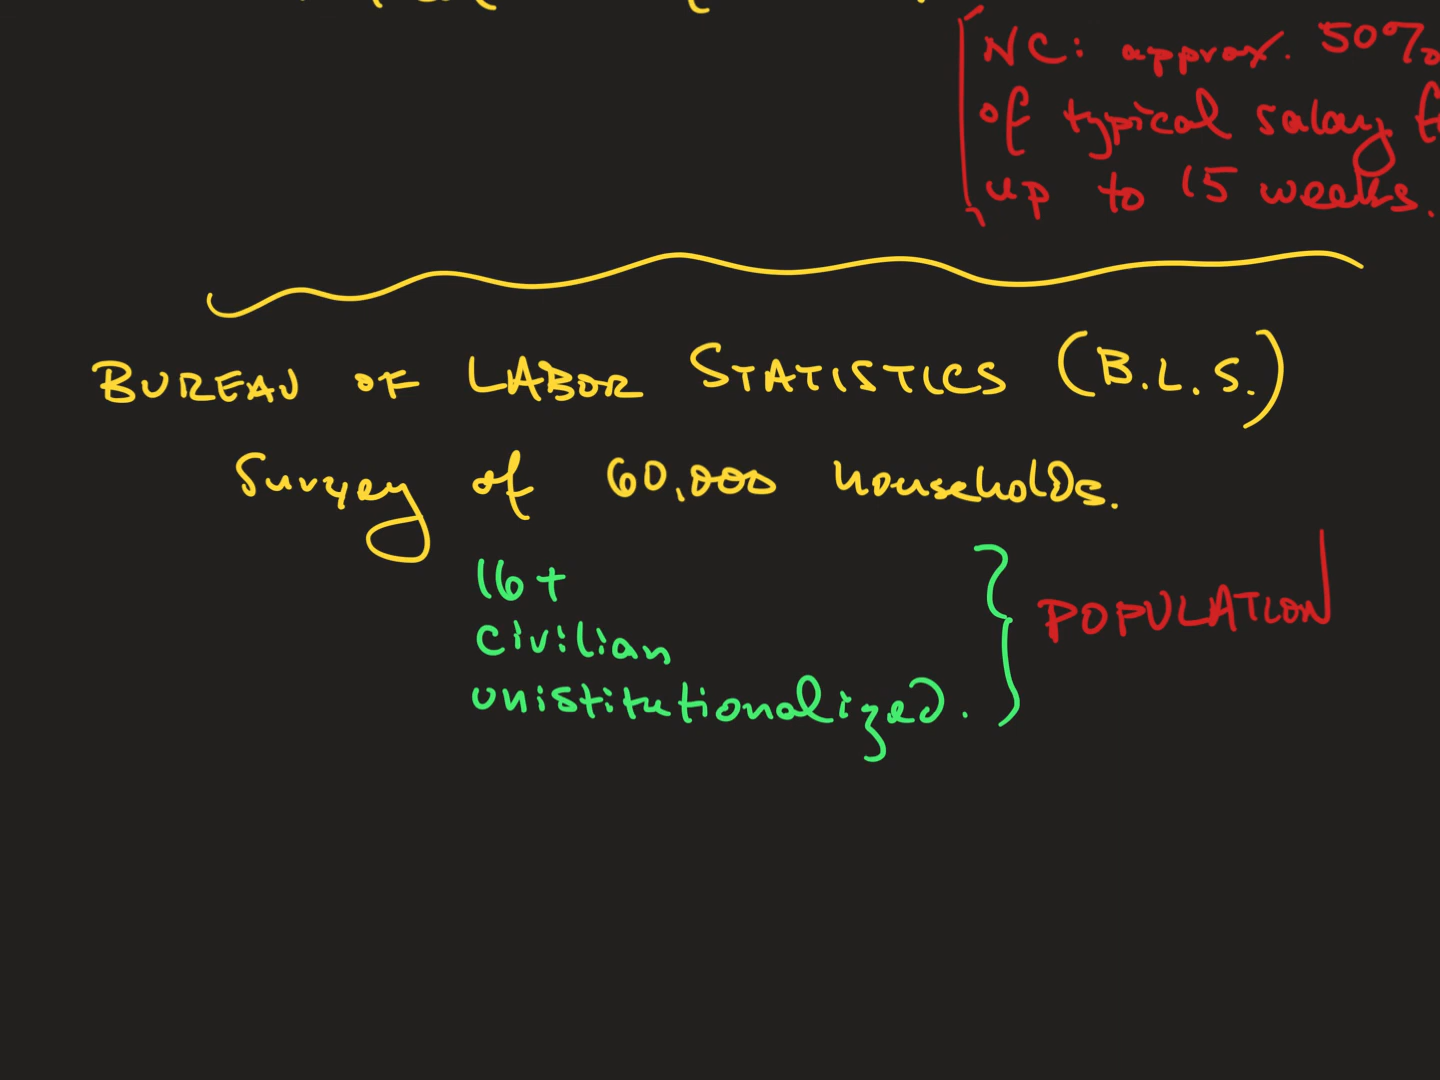 NC: approx. 50%
of typical salary
up to 15 weeks.
BUREAU OF LABOR STATISTICS (B.L.S.)
Survey of 60,000 households.
16+
civilian
unistitutionalized.
POPULATION